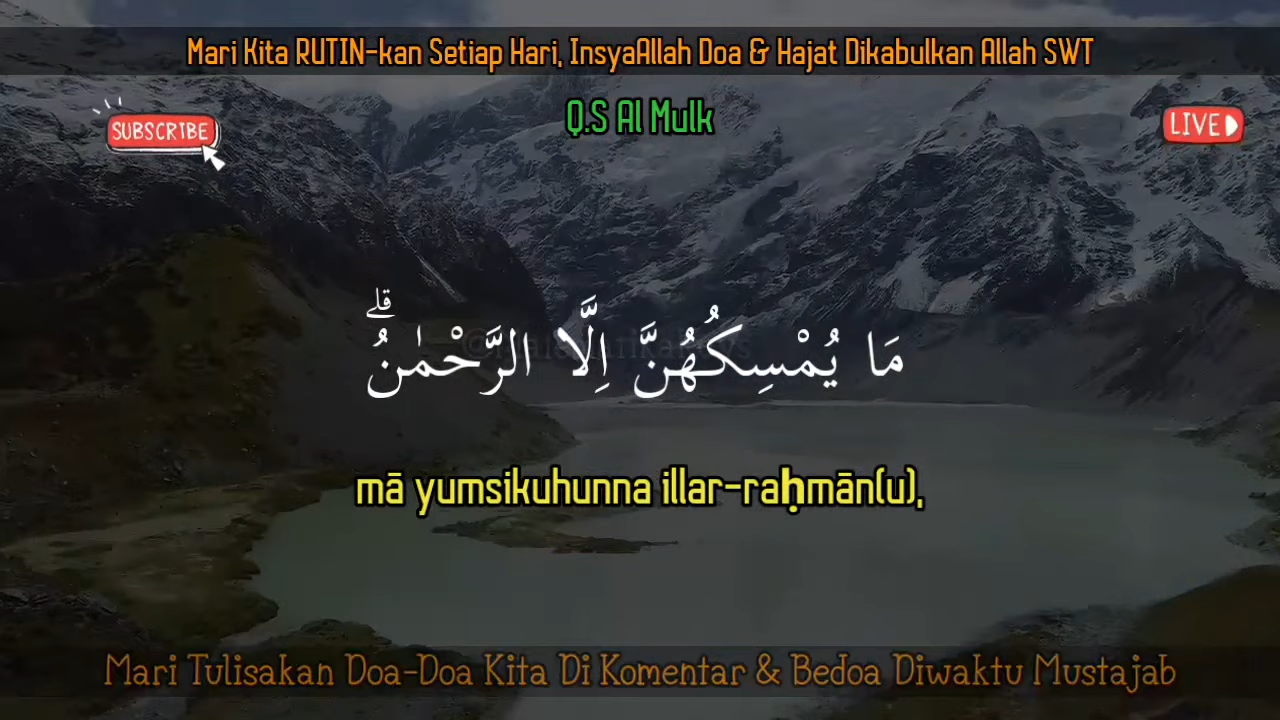 Mari Kita RUTIN-kan Setiap Hari, InsyaAllah Doa & Hajat Dikabulkan Allah SWT
SUBSCRIBE
Q.S Al Mulk
LIVE
مَا يُمْسِكُهُنَّ اِلَّا الرَّحْمٰنُۗ
mā yumsikuhunna illar-raḥmān(u),
Mari Tulisakan Doa-Doa Kita Di Komentar & Bedoa Diwaktu Mustajab